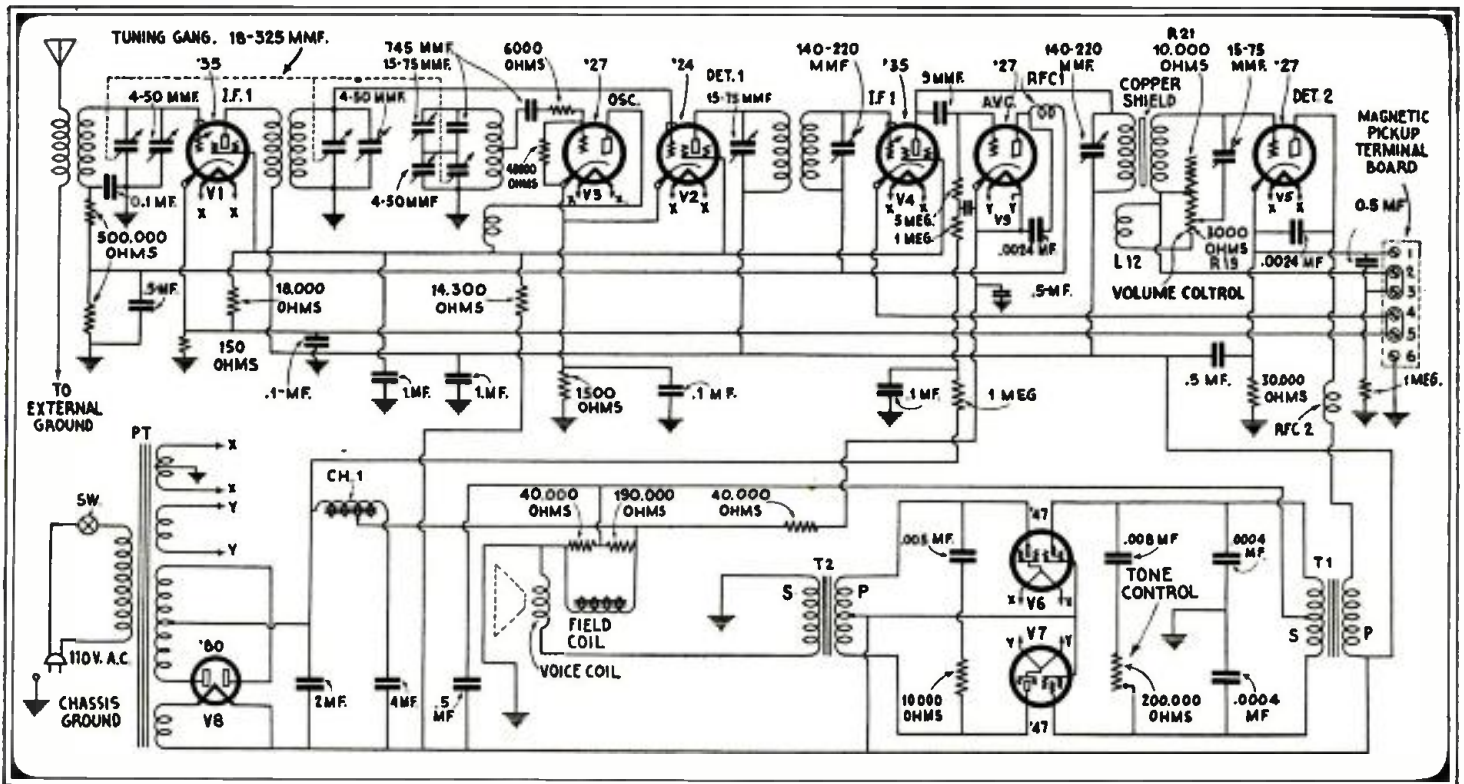 TUNING GANG. 18-325 MMF.
'35
4-50 MMF.
I.F.1
V1
X
X
0.1 MF.
500.000
OHMS
.5-MF.
18.000
OHMS
150
OHMS
.1-MF.
4-50 MMF.
745 MMF.
15-75 MMF.
4-50 MMF
6000
OHMS
'27
OSC.
40000
OHMS
V3
X
X
'24
DET. 1
V2
X
X
15-75 MMF
140-220
MMF
'35
I.F.1
V4
X
X
9 MMF.
'27
RFC1
AVC.
V9
Y
Y
5 MEG.
1 MEG.
.0024 MF.
.5-MF.
140-220
MMF.
COPPER
SHIELD
R21
10.000
OHMS
15-75
MMF.
'27
DET 2
V5
X
X
L12
3000
OHMS
R19
VOLUME COLTROL
.0024 MF
MAGNETIC
PICKUP
TERMINAL
BOARD
0.5 MF
1
2
3
4
5
6
1 MEG.
14.300
OHMS
1.MF.
1.MF.
1500
OHMS
.1 MF.
.1 MF.
1 MEG
.5 MF.
30.000
OHMS
RFC 2
TO
EXTERNAL
GROUND
PT
X
X
Y
Y
SW.
110 V. A.C.
CHASSIS
GROUND
'80
V8
CH.1
2 MF.
4 MF.
.5
MF
40.000
OHMS
190.000
OHMS
40.000
OHMS
FIELD
COIL
VOICE COIL
T2
S
P
.005 MF.
10000
OHMS
'47
V6
X
X
V7
Y
Y
'47
.008 MF
TONE
CONTROL
200.000
OHMS
.0004
MF
.0004
MF
T1
S
P